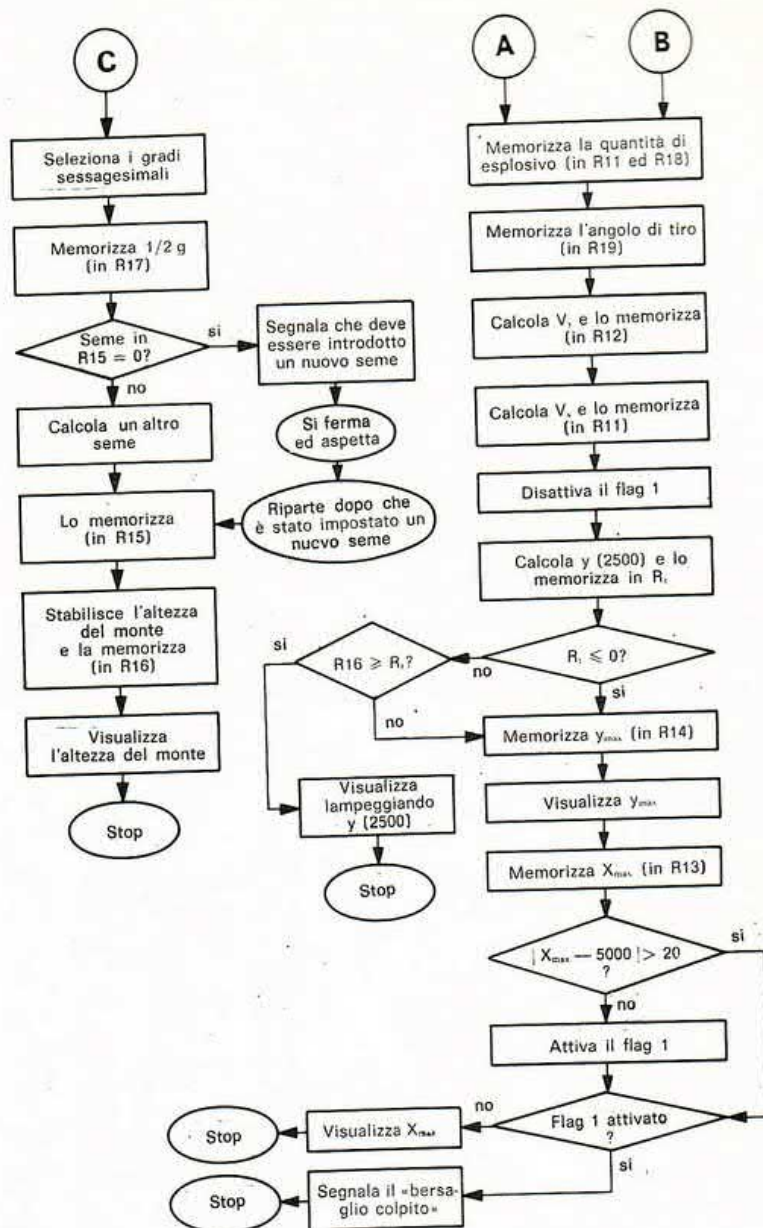 C
Seleziona i gradi
sessagesimali
Memorizza 1/2 g
(in R17)
Seme in
R15 = 0?
si
no
Segnala che deve
essere introdotto
un nuovo seme
Si ferma
ed aspetta
Riparte dopo che
è stato impostato un
nucvo seme
Calcola un altro
seme
Lo memorizza
(in R15)
Stabilisce l'altezza
del monte
e la memorizza
(in R16)
Visualizza
l'altezza del monte
Stop
A
B
Memorizza la quantità di
esplosivo (in R11 ed R18)
Memorizza l'angolo di tiro
(in R19)
Calcola V, e lo memorizza
(in R12)
Calcola V, e lo memorizza
(in R11)
Disattiva il flag 1
Calcola y (2500) e lo
memorizza in R,
R, ≤ 0?
no
si
R16 ≥ R,?
si
no
Visualizza
lampeggiando
y (2500)
Stop
Memorizza ymax (in R14)
Visualizza ymax
Memorizza Xmax (in R13)
| Xmax — 5000 | > 20
?
si
no
Attiva il flag 1
Flag 1 attivato
?
no
si
Visualizza Xmax
Stop
Segnala il «bersa-
glio colpito«
Stop